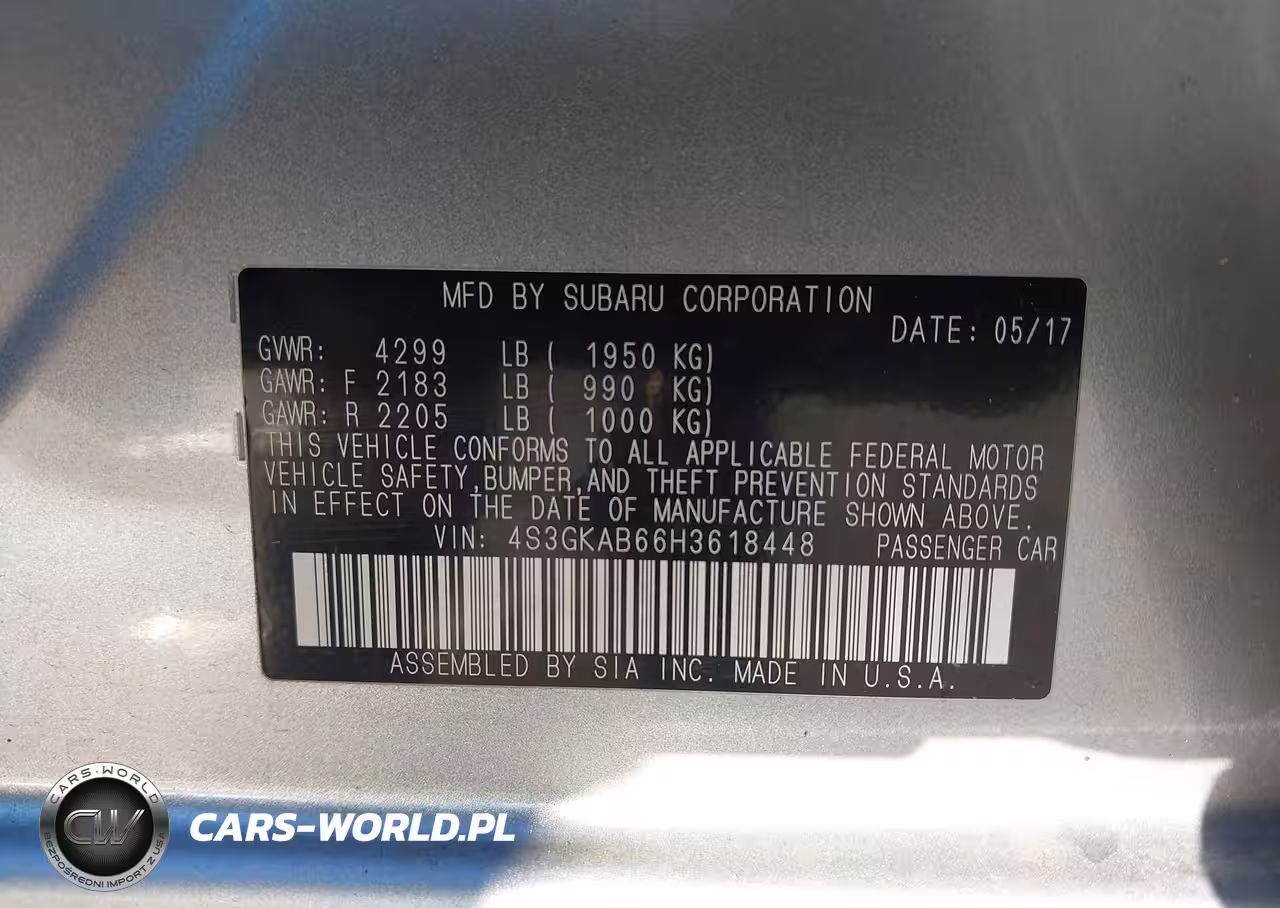 MFD BY SUBARU CORPORATION
DATE: 05/17
GVWR: 4299 LB ( 1950 KG)
GAWR: F 2183 LB ( 990 KG)
GAWR: R 2205 LB ( 1000 KG)
THIS VEHICLE CONFORMS TO ALL APPLICABLE FEDERAL MOTOR
VEHICLE SAFETY,BUMPER,AND THEFT PREVENTION STANDARDS
IN EFFECT ON THE DATE OF MANUFACTURE SHOWN ABOVE.
VIN: 4S3GKAB66H3618448 PASSENGER CAR
ASSEMBLED BY SIA INC. MADE IN U.S.A.
CARS-WORLD
CW
BEZPOŚREDNI IMPORT Z USA
CARS-WORLD.PL